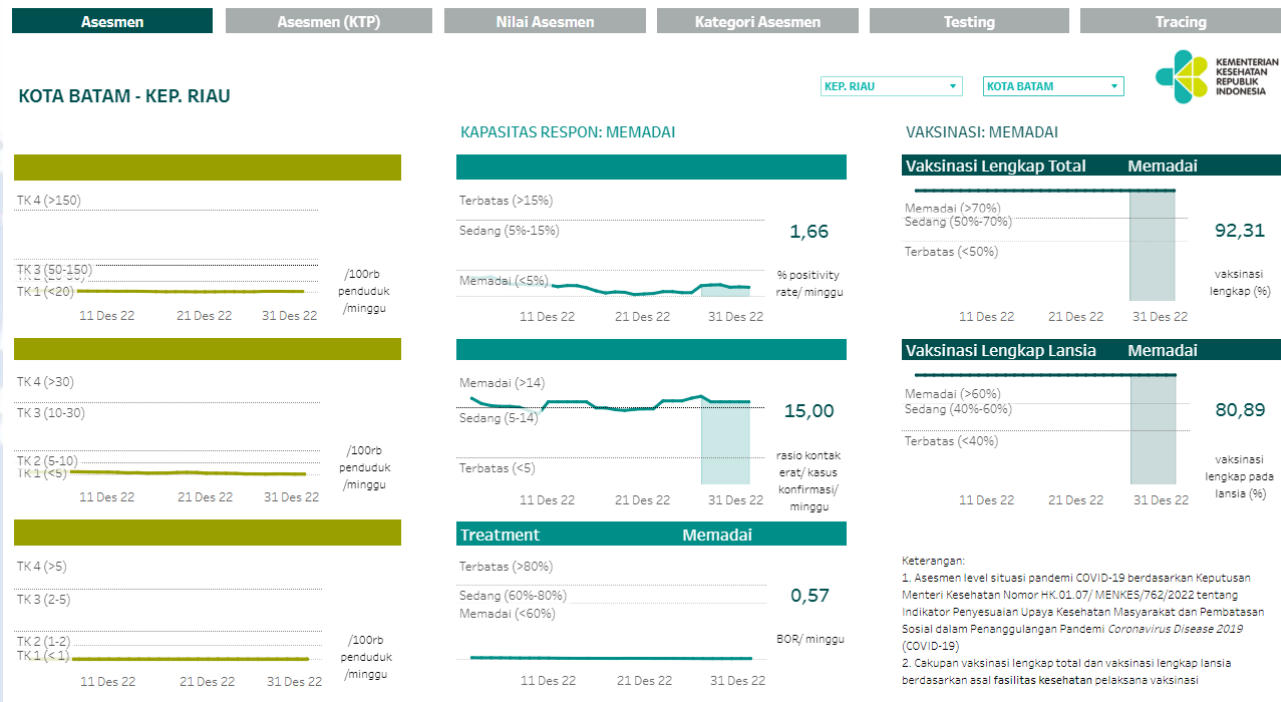 Asesmen
Asesmen (KTP)
Nilai Asesmen
Kategori Asesmen
Testing
Tracing
KEMENTERIAN
KESEHATAN
REPUBLIK
INDONESIA
KOTA BATAM - KEP. RIAU
KEP. RIAU
KOTA BATAM
TK 4 (>150)
TK 3 (50-150)
TK 1 (<20)
/100rb
penduduk
/minggu
11 Des 22
21 Des 22
31 Des 22
TK 4 (>30)
TK 3 (10-30)
TK 2 (5-10)
TK 1 (<5)
/100rb
penduduk
/minggu
11 Des 22
21 Des 22
31 Des 22
TK 4 (>5)
TK 3 (2-5)
TK 2 (1-2)
TK 1 (<1)
/100rb
penduduk
/minggu
11 Des 22
21 Des 22
31 Des 22
KAPASITAS RESPON: MEMADAI
Terbatas (>15%)
Sedang (5%-15%)
Memadai (<5%)
1,66
% positivity
rate/ minggu
11 Des 22
21 Des 22
31 Des 22
Memadai (>14)
Sedang (5-14)
Terbatas (<5)
15,00
rasio kontak
erat/ kasus
konfirmasi/
minggu
11 Des 22
21 Des 22
31 Des 22
Treatment Memadai
Terbatas (>80%)
Sedang (60%-80%)
Memadai (<60%)
0,57
BOR/ minggu
11 Des 22
21 Des 22
31 Des 22
VAKSINASI: MEMADAI
Vaksinasi Lengkap Total Memadai
Memadai (>70%)
Sedang (50%-70%)
Terbatas (<50%)
92,31
vaksinasi
lengkap (%)
11 Des 22
21 Des 22
31 Des 22
Vaksinasi Lengkap Lansia Memadai
Memadai (>60%)
Sedang (40%-60%)
Terbatas (<40%)
80,89
vaksinasi
lengkap pada
lansia (%)
11 Des 22
21 Des 22
31 Des 22
Keterangan:
1. Asesmen level situasi pandemi COVID-19 berdasarkan Keputusan
Menteri Kesehatan Nomor HK.01.07/ MENKES/762/2022 tentang
Indikator Penyesuaian Upaya Kesehatan Masyarakat dan Pembatasan
Sosial dalam Penanggulangan Pandemi Coronavirus Disease 2019
(COVID-19)
2. Cakupan vaksinasi lengkap total dan vaksinasi lengkap lansia
berdasarkan asal fasilitas kesehatan pelaksana vaksinasi